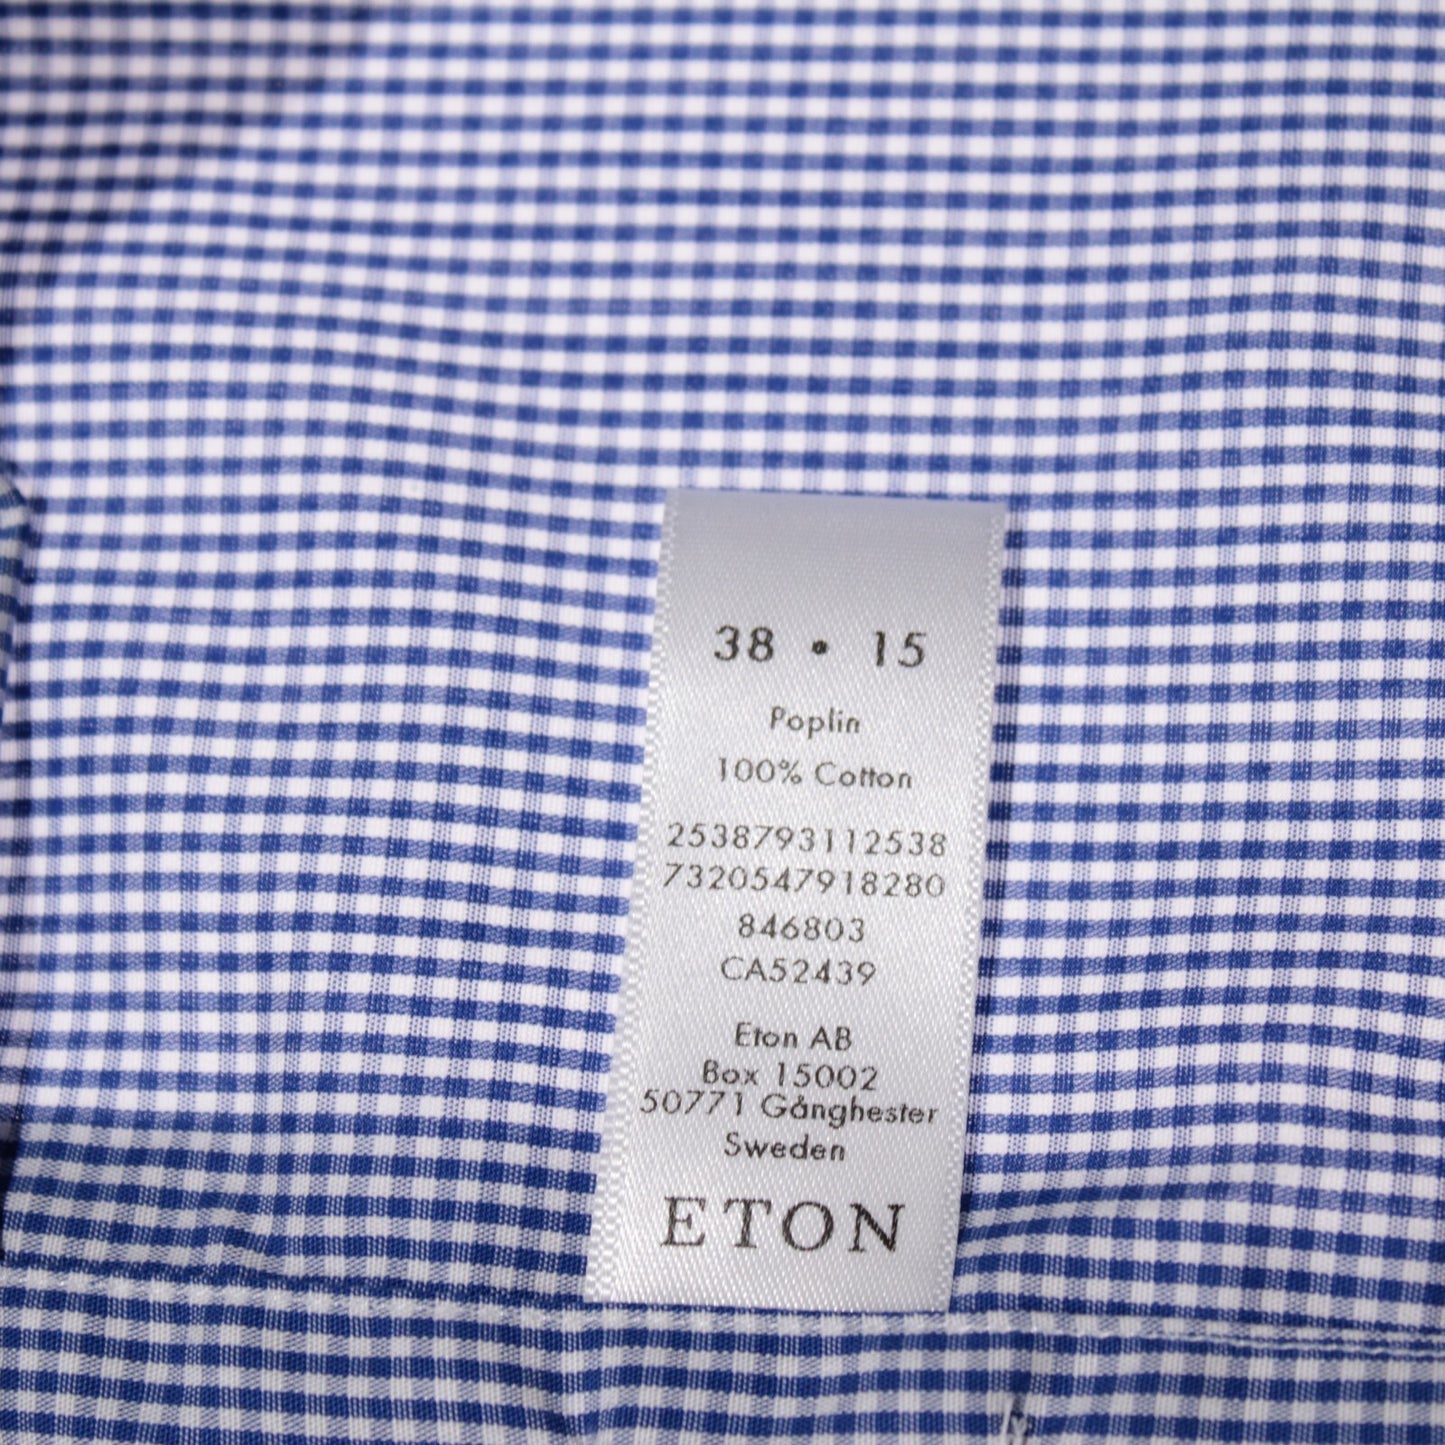 38 • 15
Poplin
100% Cotton
2538793112538
7320547918280
846803
CA52439
Eton AB
Box 15002
50771 Gånghester
Sweden
ETON